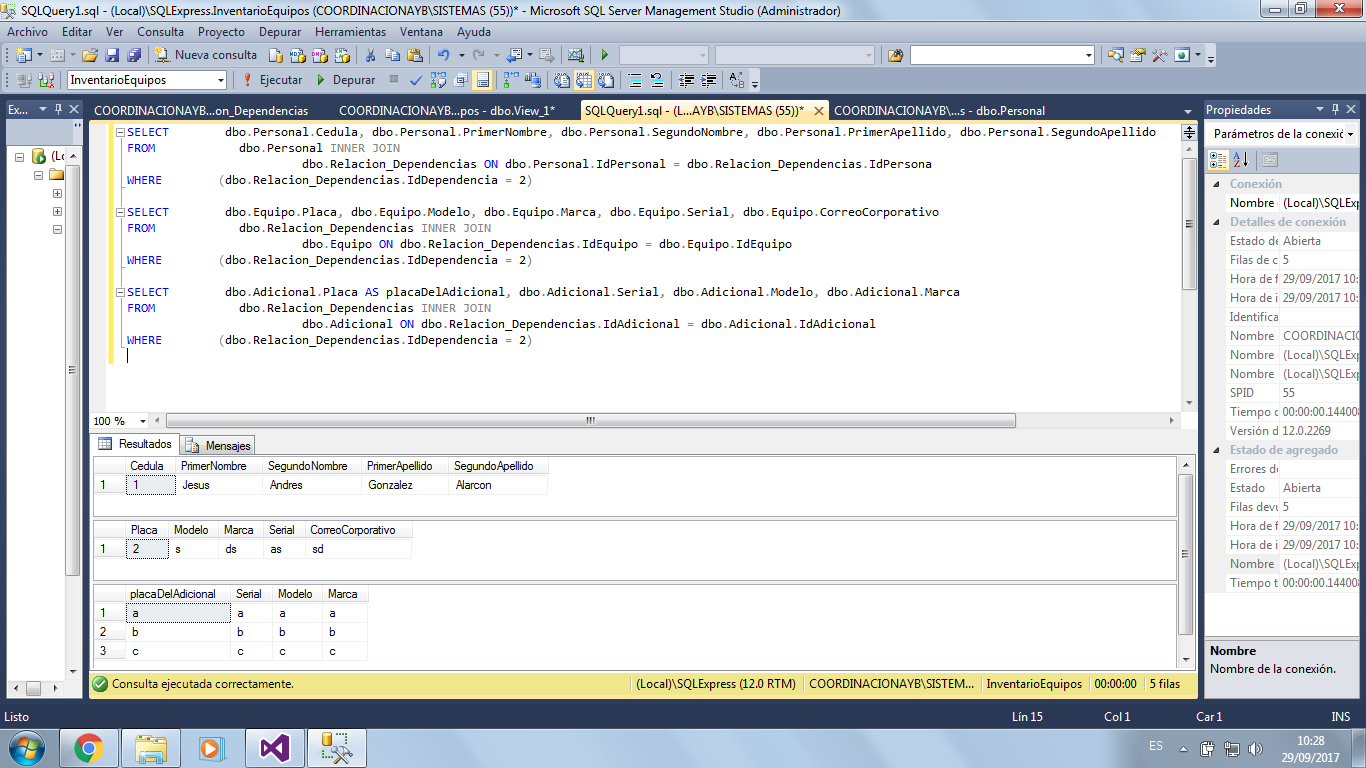 SQLQuery1.sql - (Local)\SQLExpress.InventarioEquipos (COORDINACIONAYB\SISTEMAS (55))* - Microsoft SQL Server Management Studio (Administrador)
Archivo Editar Ver Consulta Proyecto Depurar Herramientas Ventana Ayuda
Nueva consulta
InventarioEquipos Ejecutar Depurar
Ex...
COORDINACIONAYB...on_Dependencias COORDINACIONAYB...pos - dbo.View_1* SQLQuery1.sql - (L...AYB\SISTEMAS (55))* COORDINACIONAYB\...s - dbo.Personal
SELECT dbo.Personal.Cedula, dbo.Personal.PrimerNombre, dbo.Personal.SegundoNombre, dbo.Personal.PrimerApellido, dbo.Personal.SegundoApellido
FROM dbo.Personal INNER JOIN
dbo.Relacion_Dependencias ON dbo.Personal.IdPersonal = dbo.Relacion_Dependencias.IdPersona
WHERE (dbo.Relacion_Dependencias.IdDependencia = 2)
SELECT dbo.Equipo.Placa, dbo.Equipo.Modelo, dbo.Equipo.Marca, dbo.Equipo.Serial, dbo.Equipo.CorreoCorporativo
FROM dbo.Relacion_Dependencias INNER JOIN
dbo.Equipo ON dbo.Relacion_Dependencias.IdEquipo = dbo.Equipo.IdEquipo
WHERE (dbo.Relacion_Dependencias.IdDependencia = 2)
SELECT dbo.Adicional.Placa AS placaDelAdicional, dbo.Adicional.Serial, dbo.Adicional.Modelo, dbo.Adicional.Marca
FROM dbo.Relacion_Dependencias INNER JOIN
dbo.Adicional ON dbo.Relacion_Dependencias.IdAdicional = dbo.Adicional.IdAdicional
WHERE (dbo.Relacion_Dependencias.IdDependencia = 2)
100 %
Resultados Mensajes
Cedula PrimerNombre SegundoNombre PrimerApellido SegundoApellido
1 1 Jesus Andres Gonzalez Alarcon
Placa Modelo Marca Serial CorreoCorporativo
1 2 s ds as sd
placaDelAdicional Serial Modelo Marca
1 a a a a
2 b b b b
3 c c c c
Consulta ejecutada correctamente. (Local)\SQLExpress (12.0 RTM) COORDINACIONAYB\SISTEM... InventarioEquipos 00:00:00 5 filas
Propiedades
Parámetros de la conexić
Conexión
Nombre (Local)\SQLExp
Detalles de conexión
Estado de Abierta
Filas de c 5
Hora de f 29/09/2017 10:
Hora de i 29/09/2017 10:
Identifica
Nombre COORDINACIO
Nombre (Local)\SQLExp
Nombre (Local)\SQLExp
SPID 55
Tiempo d 00:00:00.144008
Versión d 12.0.2269
Estado de agregado
Errores de
Estado Abierta
Filas devu 5
Hora de f 29/09/2017 10:
Hora de i 29/09/2017 10:
Nombre (Local)\SQLExp
Tiempo t 00:00:00.144008
Nombre
Nombre de la conexión.
Listo Lín 15 Col 1 Car 1 INS
ES 10:28
29/09/2017